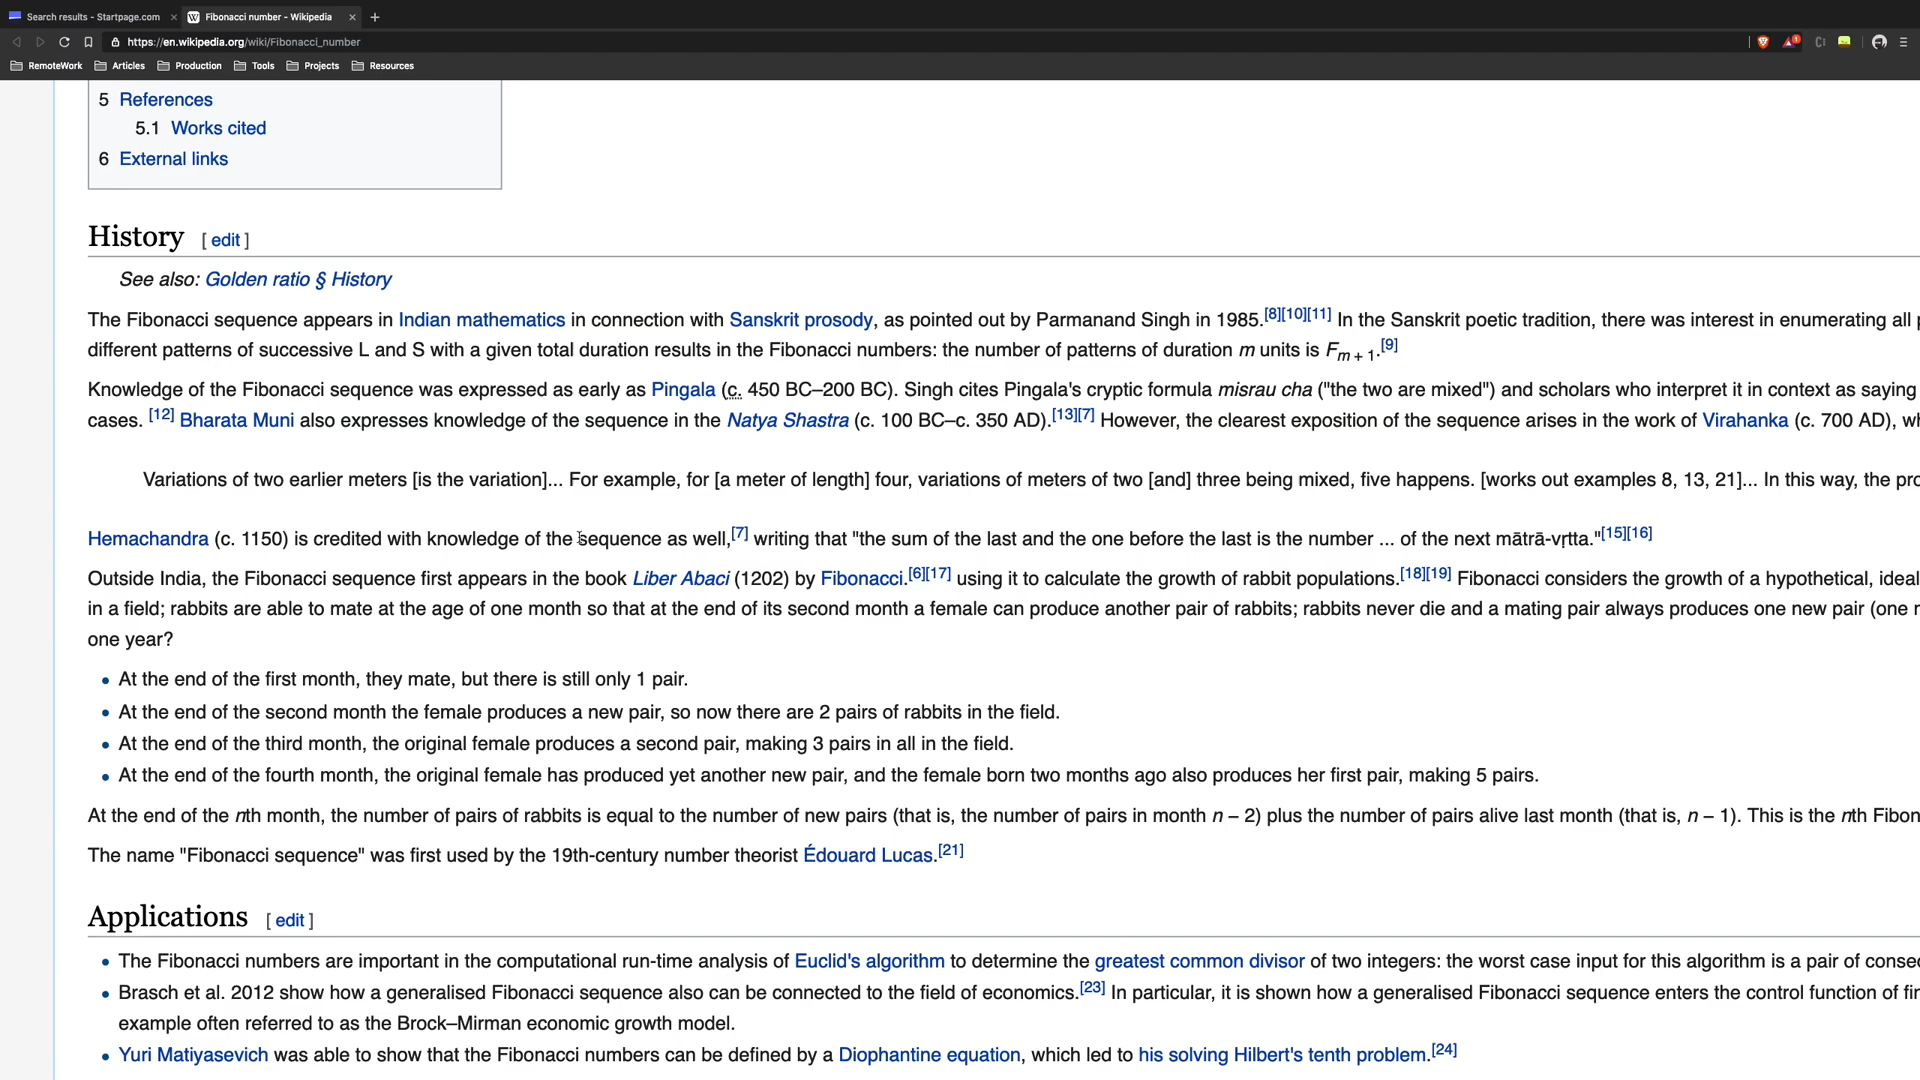 Search results - Startpage.com
Fibonacci number - Wikipedia
https://en.wikipedia.org/wiki/Fibonacci_number
RemoteWork Articles Production Tools Projects Resources
5 References
5.1 Works cited
6 External links
History [ edit ]
See also: Golden ratio § History
The Fibonacci sequence appears in Indian mathematics in connection with Sanskrit prosody, as pointed out by Parmanand Singh in 1985.[8][10][11] In the Sanskrit poetic tradition, there was interest in enumerating all
different patterns of successive L and S with a given total duration results in the Fibonacci numbers: the number of patterns of duration m units is Fm + 1.[9]
Knowledge of the Fibonacci sequence was expressed as early as Pingala (c. 450 BC–200 BC). Singh cites Pingala's cryptic formula misrau cha ("the two are mixed") and scholars who interpret it in context as saying
cases. [12] Bharata Muni also expresses knowledge of the sequence in the Natya Shastra (c. 100 BC–c. 350 AD).[13][7] However, the clearest exposition of the sequence arises in the work of Virahanka (c. 700 AD),
Variations of two earlier meters [is the variation]... For example, for [a meter of length] four, variations of meters of two [and] three being mixed, five happens. [works out examples 8, 13, 21]... In this way, the
Hemachandra (c. 1150) is credited with knowledge of the sequence as well,[7] writing that "the sum of the last and the one before the last is the number ... of the next mātrā-vṛtta."[15][16]
Outside India, the Fibonacci sequence first appears in the book Liber Abaci (1202) by Fibonacci.[6][17] using it to calculate the growth of rabbit populations.[18][19] Fibonacci considers the growth of a hypothetical,
in a field; rabbits are able to mate at the age of one month so that at the end of its second month a female can produce another pair of rabbits; rabbits never die and a mating pair always produces one new pair (one
one year?
• At the end of the first month, they mate, but there is still only 1 pair.
• At the end of the second month the female produces a new pair, so now there are 2 pairs of rabbits in the field.
• At the end of the third month, the original female produces a second pair, making 3 pairs in all in the field.
• At the end of the fourth month, the original female has produced yet another new pair, and the female born two months ago also produces her first pair, making 5 pairs.
At the end of the nth month, the number of pairs of rabbits is equal to the number of new pairs (that is, the number of pairs in month n − 2) plus the number of pairs alive last month (that is, n − 1). This is the nth
The name "Fibonacci sequence" was first used by the 19th-century number theorist Édouard Lucas.[21]
Applications [ edit ]
• The Fibonacci numbers are important in the computational run-time analysis of Euclid's algorithm to determine the greatest common divisor of two integers: the worst case input for this algorithm is a pair of
• Brasch et al. 2012 show how a generalised Fibonacci sequence also can be connected to the field of economics.[23] In particular, it is shown how a generalised Fibonacci sequence enters the control function of
example often referred to as the Brock–Mirman economic growth model.
• Yuri Matiyasevich was able to show that the Fibonacci numbers can be defined by a Diophantine equation, which led to his solving Hilbert's tenth problem.[24]